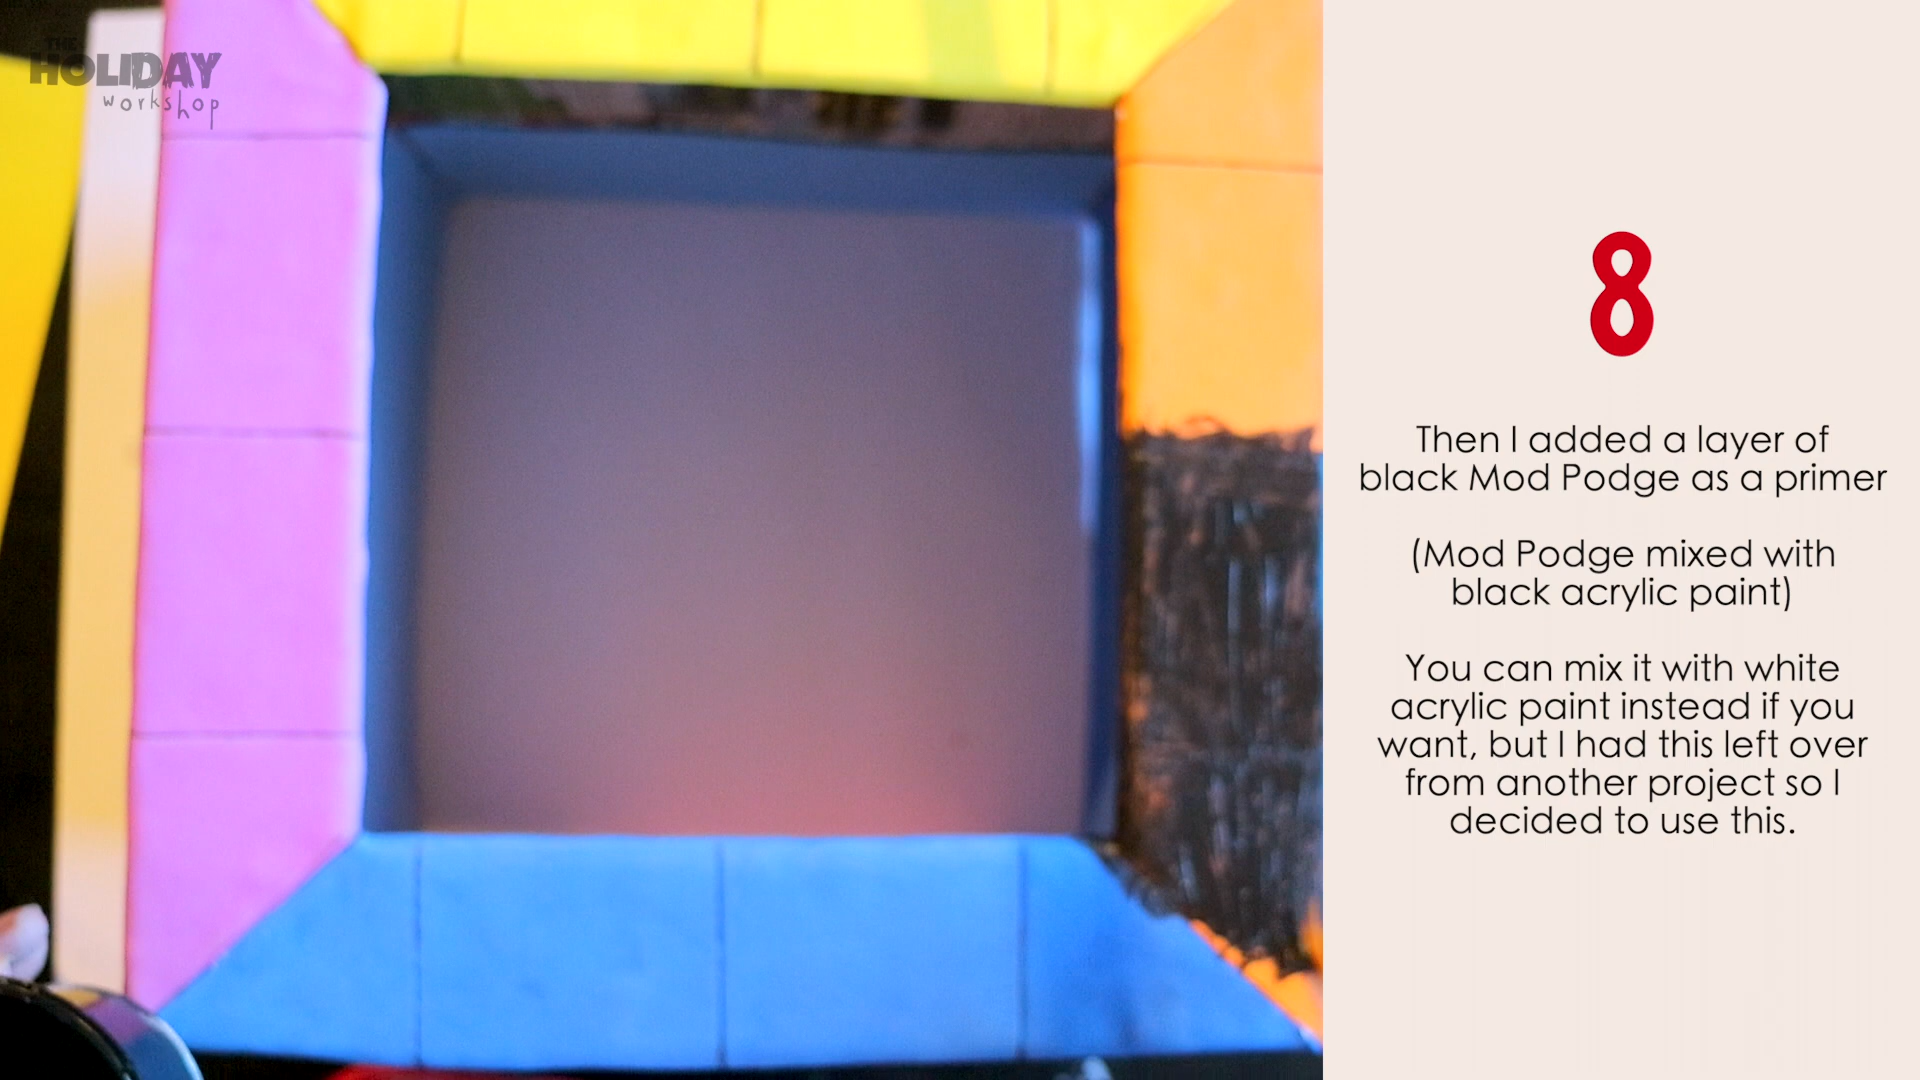 THE
HOLIDAY
workshop
8
Then I added a layer of
black Mod Podge as a primer
(Mod Podge mixed with
black acrylic paint)
You can mix it with white
acrylic paint instead if you
want, but I had this left over
from another project so I
decided to use this.